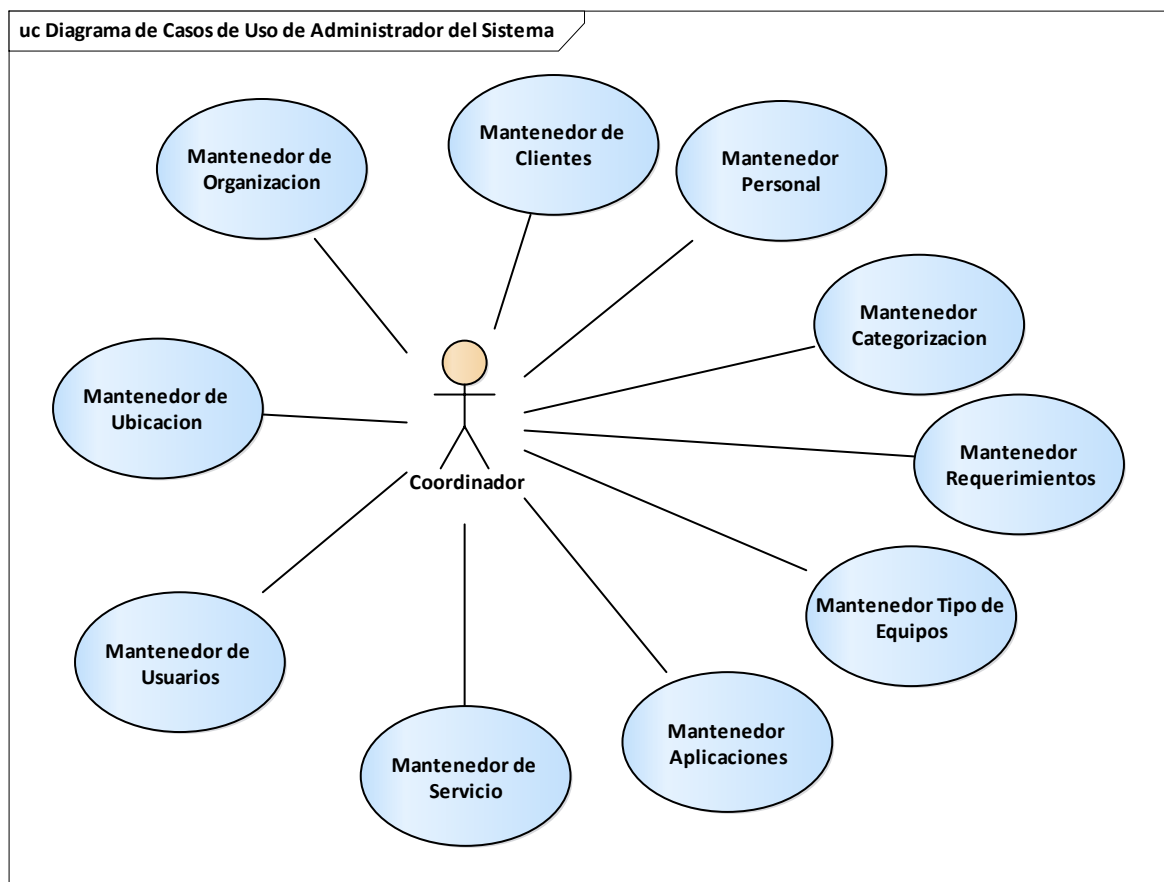 uc Diagrama de Casos de Uso de Administrador del Sistema
Mantenedor de
Organizacion
Mantenedor de
Clientes
Mantenedor
Personal
Mantenedor
Categorizacion
Mantenedor de
Ubicacion
Mantenedor
Requerimientos
Coordinador
Mantenedor Tipo de
Equipos
Mantenedor de
Usuarios
Mantenedor
Aplicaciones
Mantenedor de
Servicio